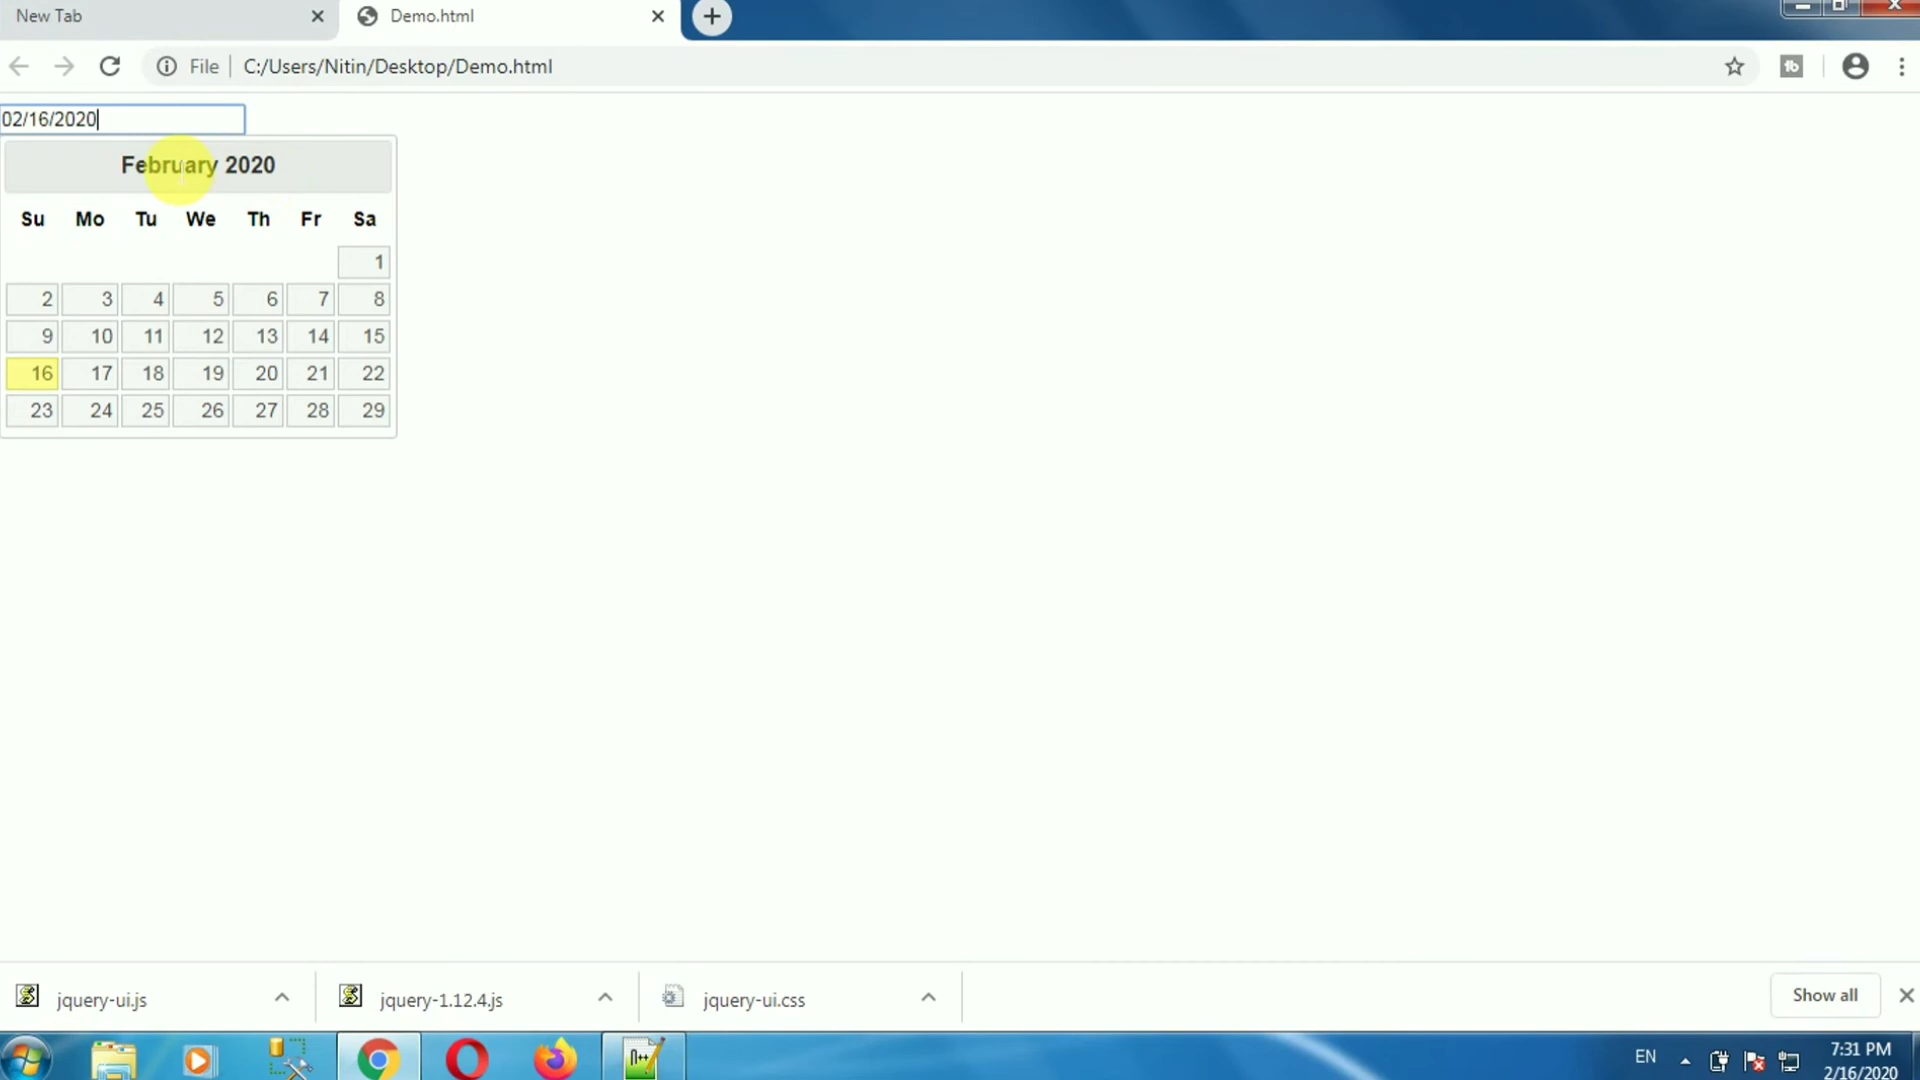 New Tab
Demo.html
File
C:/Users/Nitin/Desktop/Demo.html
02/16/2020
February 2020
Su Mo Tu We Th Fr Sa
1
2 3 4 5 6 7 8
9 10 11 12 13 14 15
16 17 18 19 20 21 22
23 24 25 26 27 28 29
jquery-ui.js
jquery-1.12.4.js
jquery-ui.css
Show all
EN
7:31 PM
2/16/2020